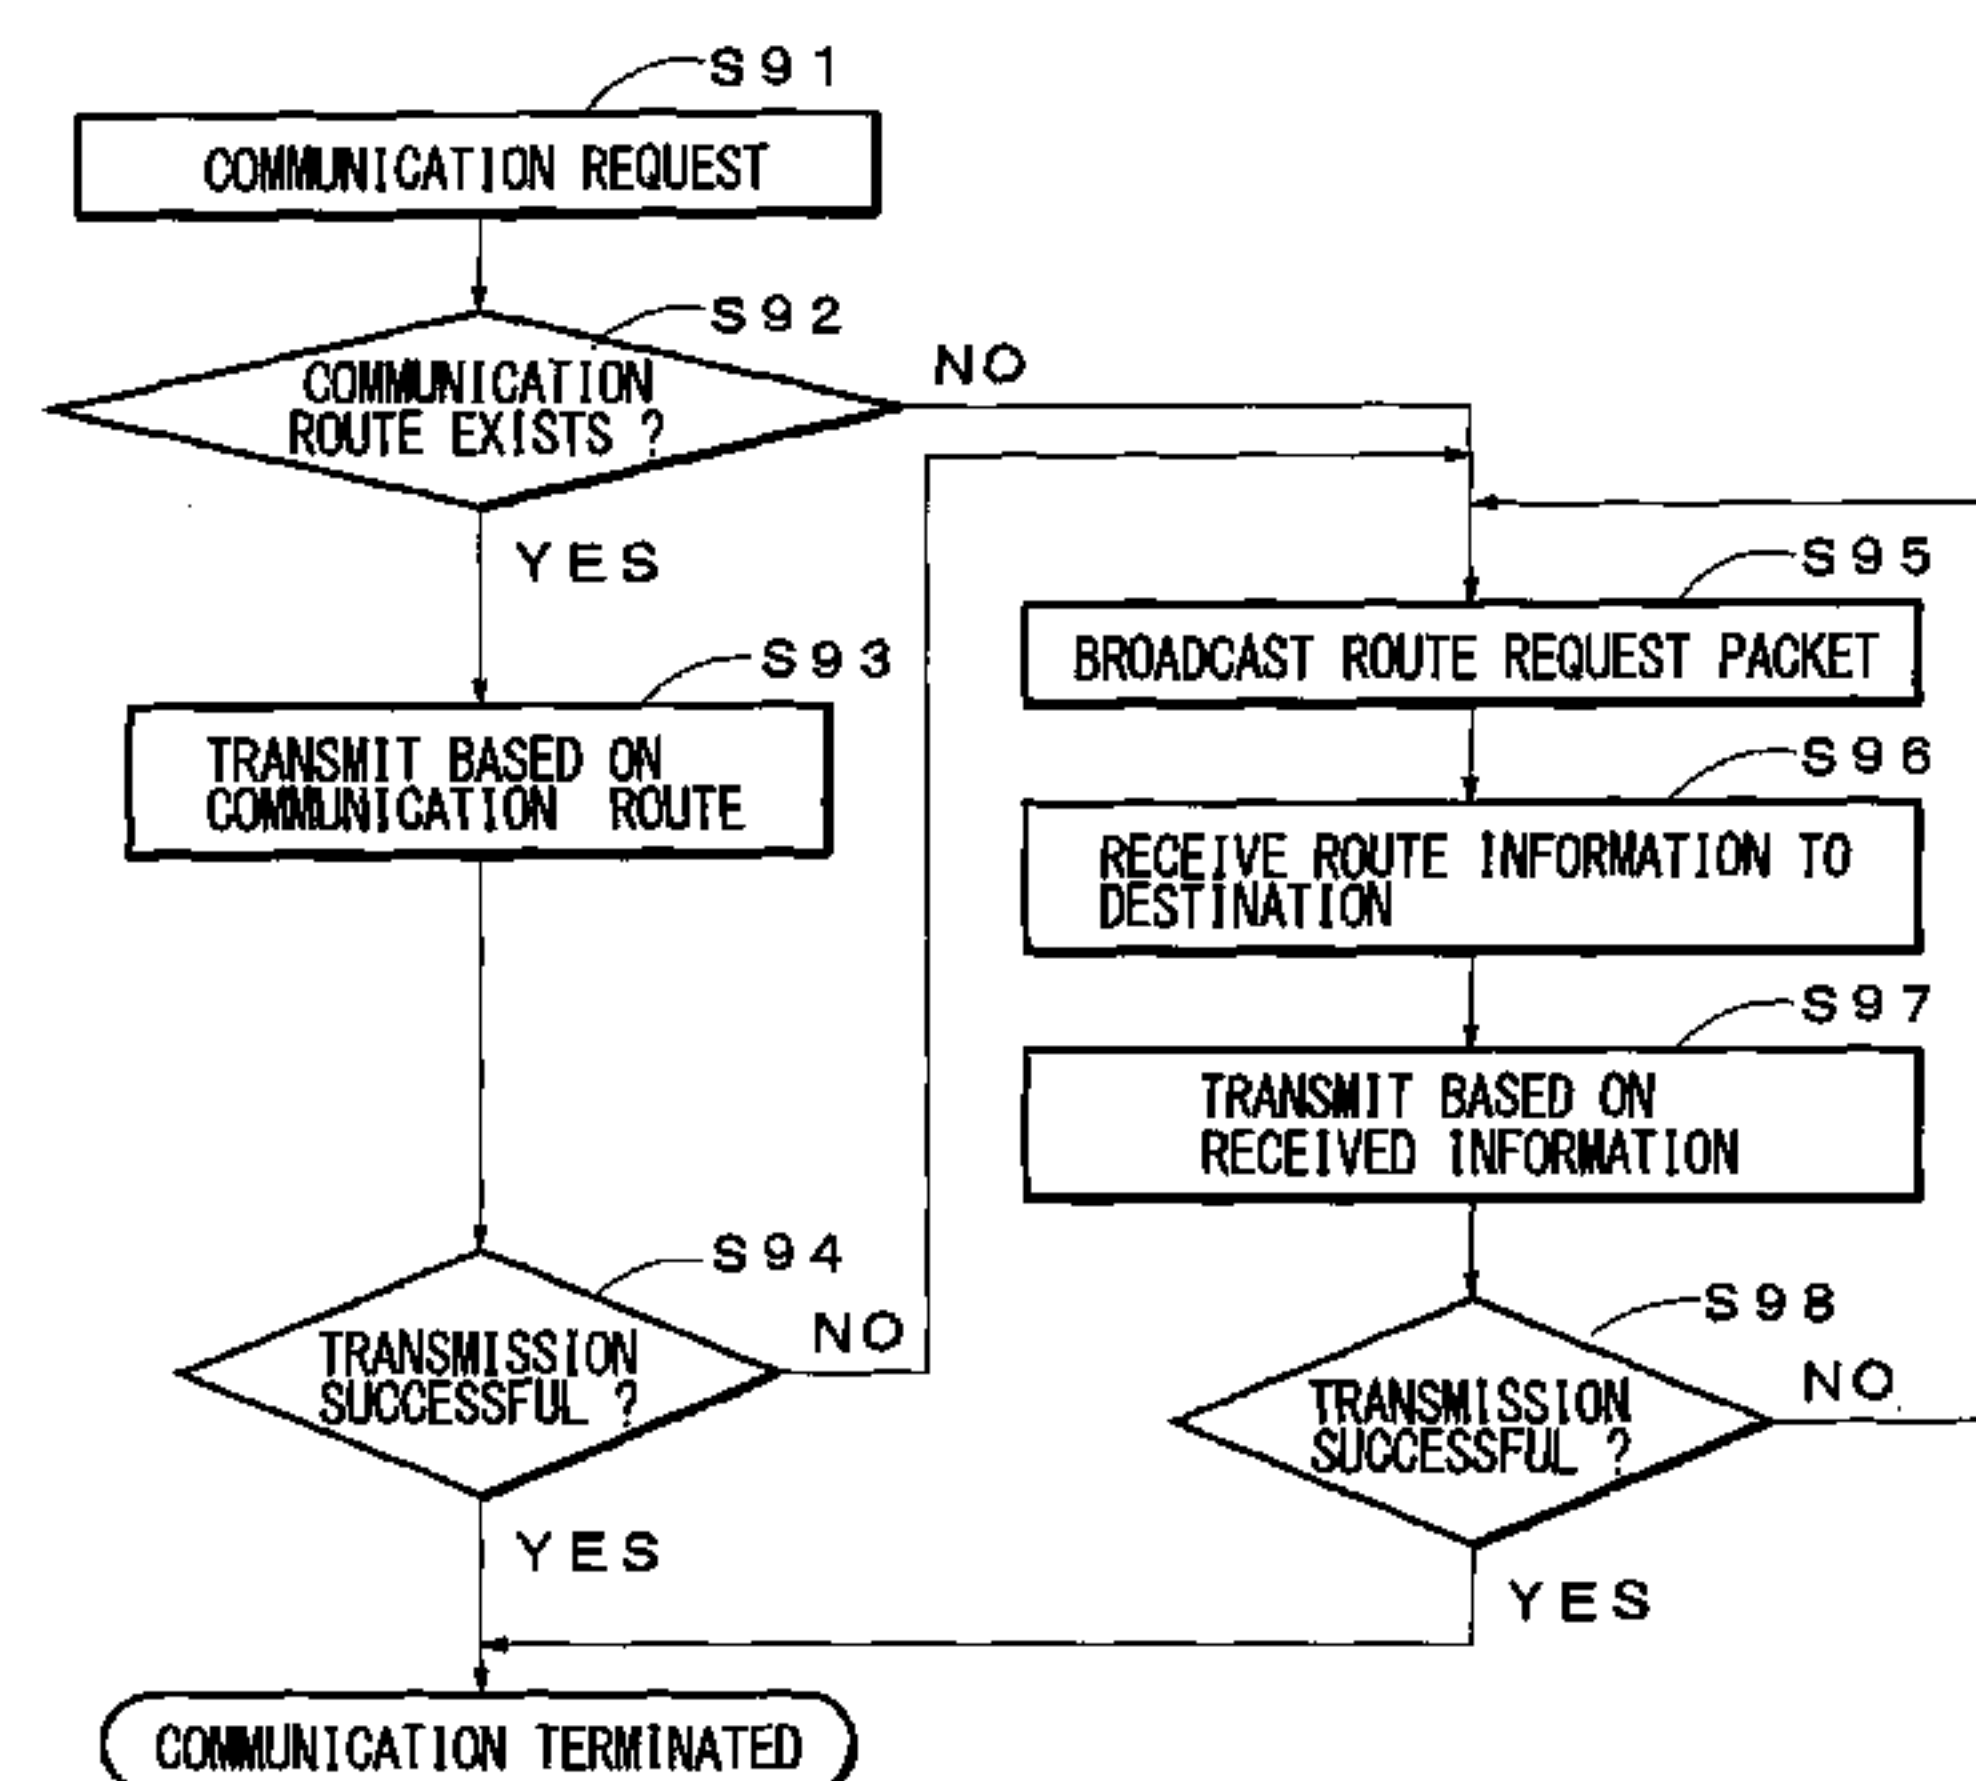 S91
COMMUNICATION REQUEST
S92
COMMUNICATION
ROUTE EXISTS ?
NO
YES
S93
TRANSMIT BASED ON
COMMUNICATION ROUTE
S94
TRANSMISSION
SUCCESSFUL ?
NO
YES
S95
BROADCAST ROUTE REQUEST PACKET
S96
RECEIVE ROUTE INFORMATION TO
DESTINATION
S97
TRANSMIT BASED ON
RECEIVED INFORMATION
S98
TRANSMISSION
SUCCESSFUL ?
NO
YES
COMMUNICATION TERMINATED